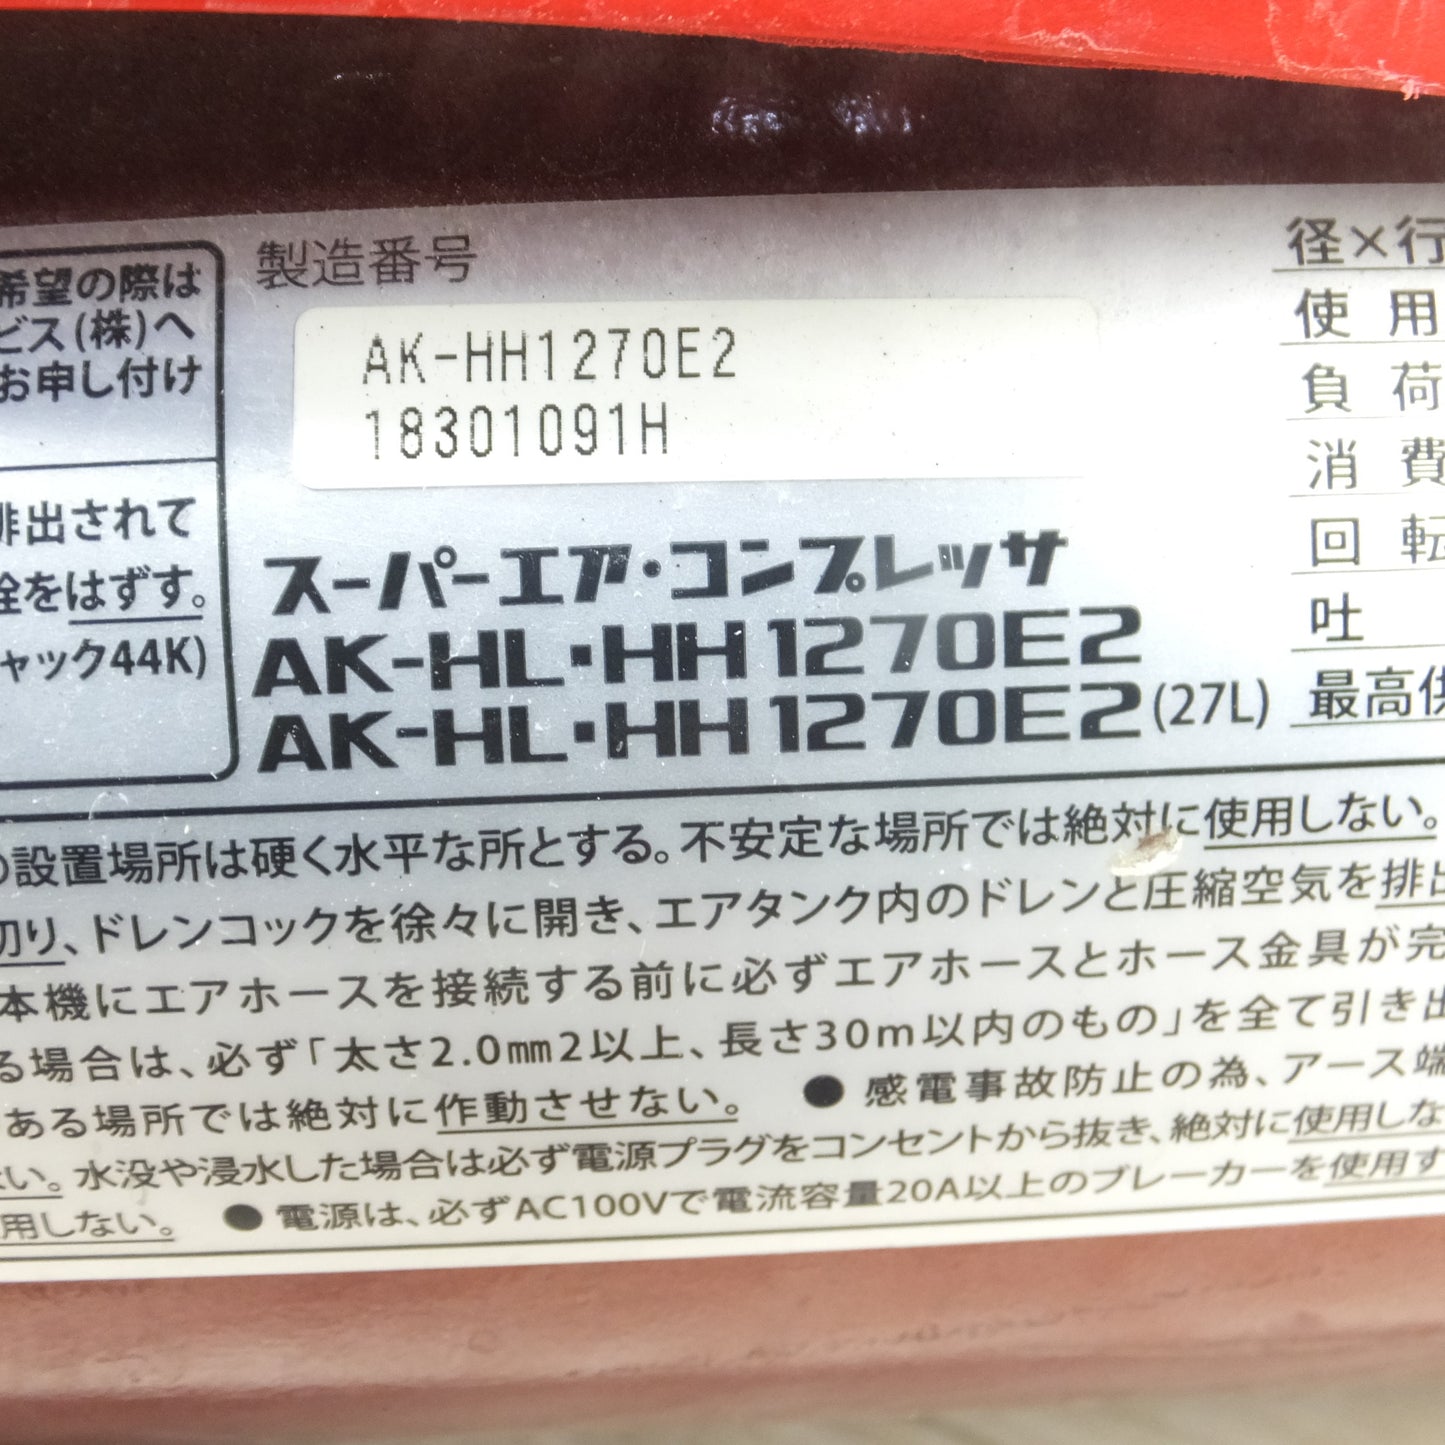 希望の際は
ビス(株)へ
お申し付け
排出されて
栓をはずす。
ャック44K)
製造番号
AK-HH1270E2
18301091H
スーパーエア・コンプレッサ
AK-HL・HH1270E2
AK-HL・HH1270E2(27L)
径×行
使用
負荷
消費
回転
吐
最高供
の設置場所は硬く水平な所とする。不安定な場所では絶対に使用しない。
切り、ドレンコックを徐々に開き、エアタンク内のドレンと圧縮空気を排出
本機にエアホースを接続する前に必ずエアホースとホース金具が完
る場合は、必ず「太さ2.0mm2以上、長さ30m以内のもの」を全て引き出
ある場所では絶対に作動させない。 ●感電事故防止の為、アース端
い。水没や浸水した場合は必ず電源プラグをコンセントから抜き、絶対に使用しな
用しない。 ●電源は、必ずAC100Vで電流容量20A以上のブレーカーを使用す